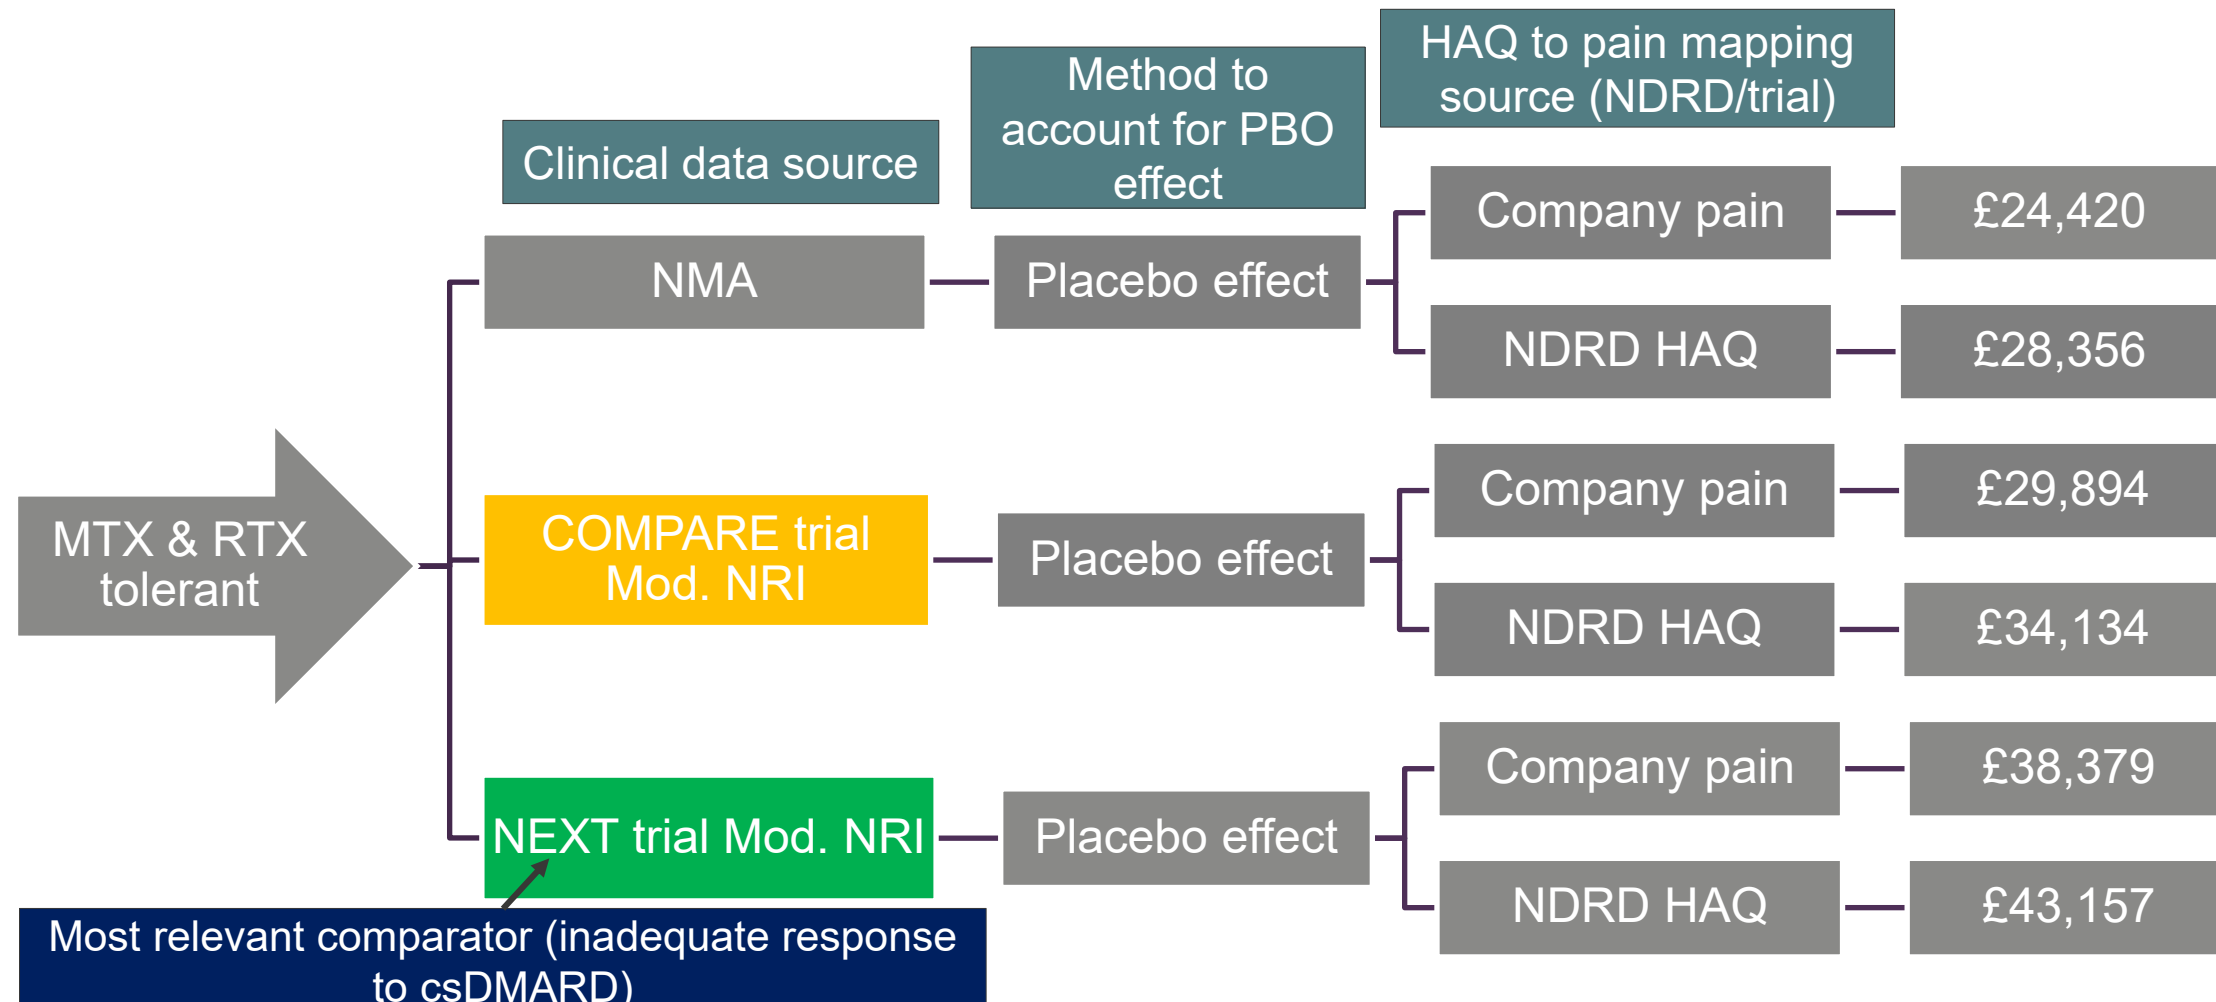 HAQ to pain mapping
source (NDRD/trial)
Method to
account for PBO
effect
Clinical data source
Company pain
£24,420
NMA
Placebo effect
NDRD HAQ
£28,356
Company pain
£29,894
MTX & RTX
tolerant
COMPARE trial
Mod. NRI
Placebo effect
NDRD HAQ
£34,134
Company pain
£38,379
NEXT trial Mod. NRI
Placebo effect
NDRD HAQ
£43,157
Most relevant comparator (inadequate response
to csDMARD)